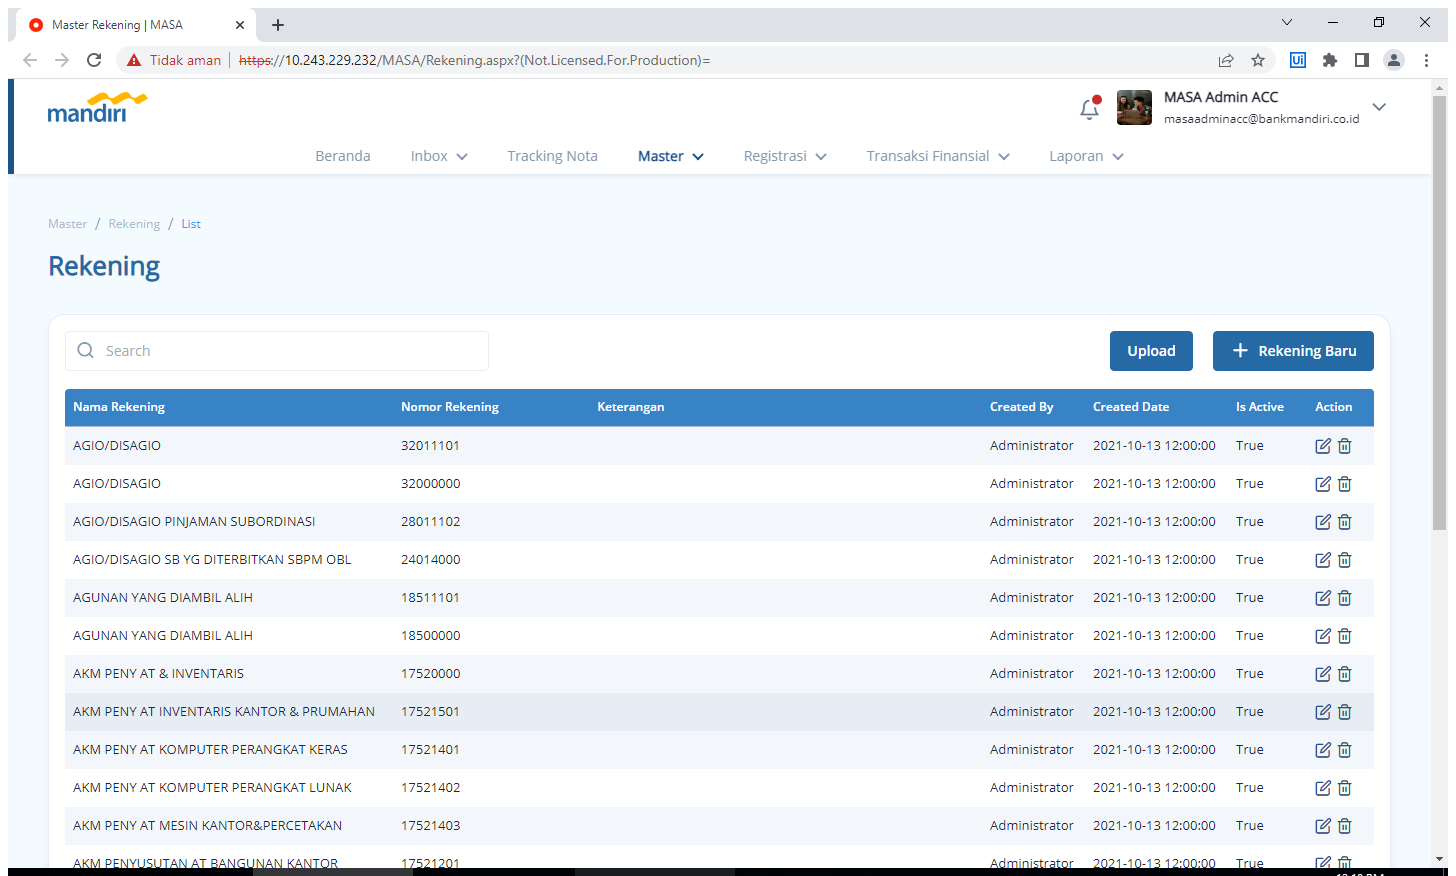 Master Rekening | MASA
Tidak aman https://10.243.229.232/MASA/Rekening.aspx?(Not.Licensed.For.Production)=
Ui
mandiri
MASA Admin ACC
masaadminacc@bankmandiri.co.id
Beranda Inbox Tracking Nota Master Registrasi Transaksi Finansial Laporan
Master / Rekening / List
Rekening
Search Upload + Rekening Baru
Nama Rekening Nomor Rekening Keterangan Created By Created Date Is Active Action
AGIO/DISAGIO 32011101 Administrator 2021-10-13 12:00:00 True
AGIO/DISAGIO 32000000 Administrator 2021-10-13 12:00:00 True
AGIO/DISAGIO PINJAMAN SUBORDINASI 28011102 Administrator 2021-10-13 12:00:00 True
AGIO/DISAGIO SB YG DITERBITKAN SBPM OBL 24014000 Administrator 2021-10-13 12:00:00 True
AGUNAN YANG DIAMBIL ALIH 18511101 Administrator 2021-10-13 12:00:00 True
AGUNAN YANG DIAMBIL ALIH 18500000 Administrator 2021-10-13 12:00:00 True
AKM PENY AT & INVENTARIS 17520000 Administrator 2021-10-13 12:00:00 True
AKM PENY AT INVENTARIS KANTOR & PRUMAHAN 17521501 Administrator 2021-10-13 12:00:00 True
AKM PENY AT KOMPUTER PERANGKAT KERAS 17521401 Administrator 2021-10-13 12:00:00 True
AKM PENY AT KOMPUTER PERANGKAT LUNAK 17521402 Administrator 2021-10-13 12:00:00 True
AKM PENY AT MESIN KANTOR&PERCETAKAN 17521403 Administrator 2021-10-13 12:00:00 True
AKM PENYUSUTAN AT BANGUNAN KANTOR 17521201 Administrator 2021-10-13 12:00:00 True